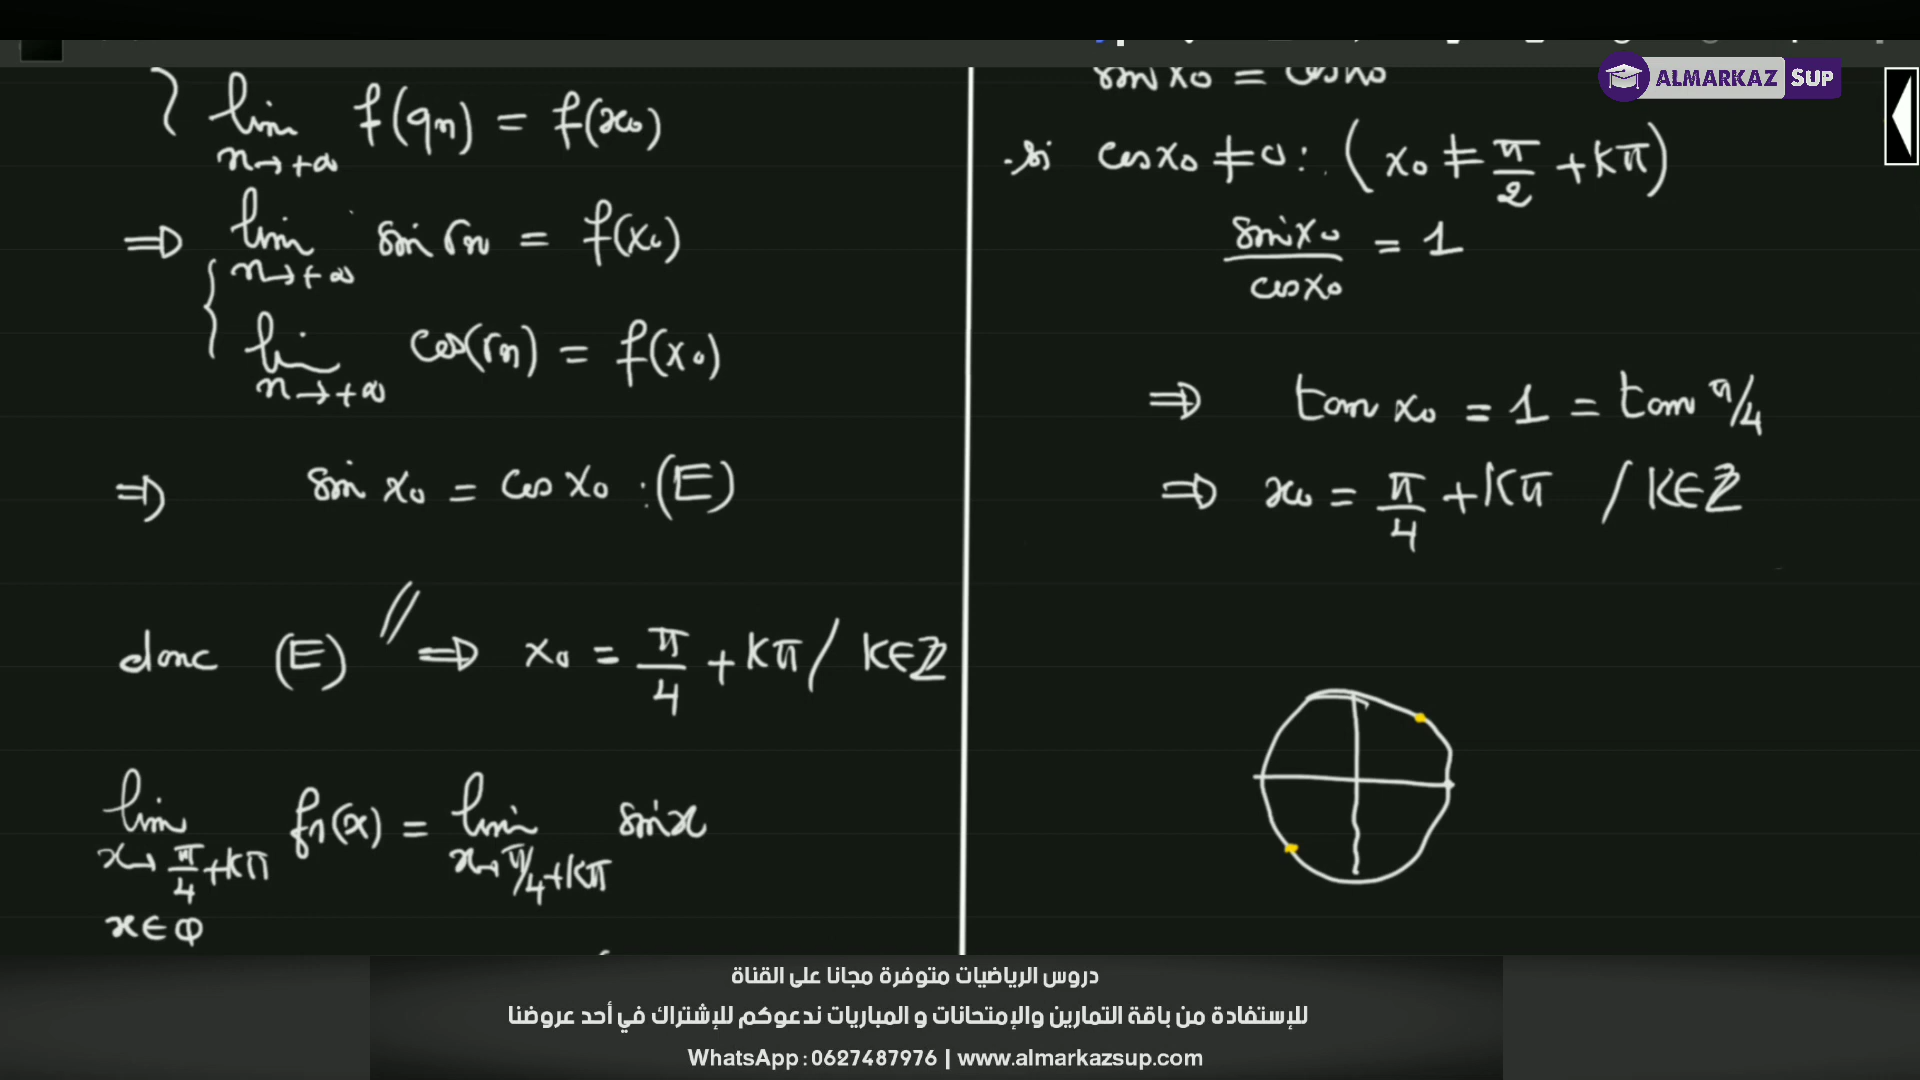 lim f(qn) = f(x0)
n→+∞
⇒ lim sin rn = f(x0)
n→+∞
lim cos(rn) = f(x0)
n→+∞
⇒ sin x0 = cos x0 : (E)
donc (E) ⇒ x0 = π/4 + kπ / k∈Z
lim fn(x) = lim sin x
x→π/4+kπ x→π/4+kπ
x∈Q
sin x0 = cos x0
si cos x0 ≠ 0 : (x0 ≠ π/2 + kπ)
sin x0 / cos x0 = 1
⇒ tan x0 = 1 = tan π/4
⇒ x0 = π/4 + kπ / k∈Z
ALMARKAZ SUP
دروس الرياضيات متوفرة مجانا على القناة
للإستفادة من باقة التمارين والإمتحانات و المباريات ندعوكم للإشتراك في أحد عروضنا
WhatsApp : 0627487976 | www.almarkazsup.com